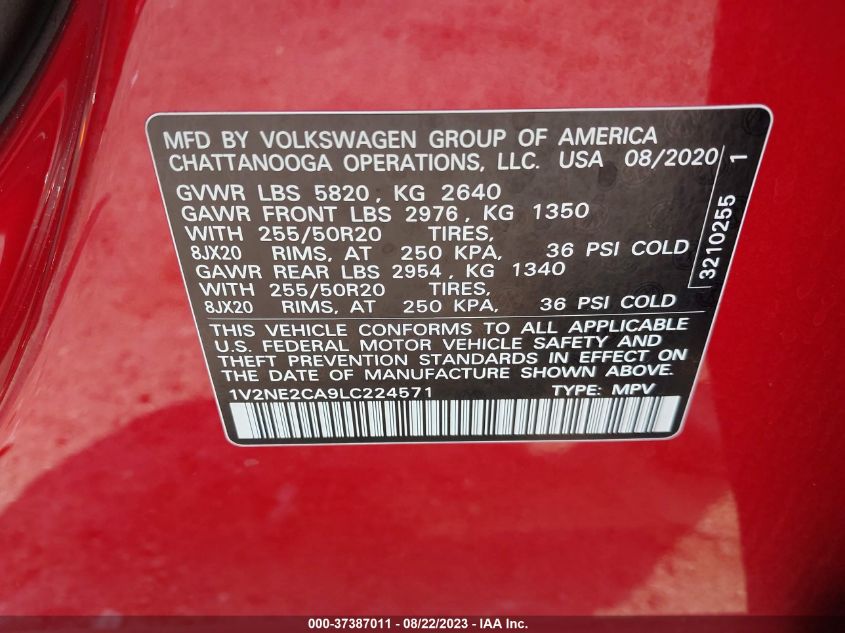 MFD BY VOLKSWAGEN GROUP OF AMERICA
CHATTANOOGA OPERATIONS, LLC. USA 08/2020
GVWR LBS 5820, KG 2640
GAWR FRONT LBS 2976, KG 1350
WITH 255/50R20 TIRES,
8JX20 RIMS, AT 250 KPA, 36 PSI COLD
GAWR REAR LBS 2954, KG 1340
WITH 255/50R20 TIRES,
8JX20 RIMS, AT 250 KPA, 36 PSI COLD
THIS VEHICLE CONFORMS TO ALL APPLICABLE
U.S. FEDERAL MOTOR VEHICLE SAFETY AND
THEFT PREVENTION STANDARDS IN EFFECT ON
THE DATE OF MANUFACTURE SHOWN ABOVE.
1V2NE2CA9LC224571 TYPE: MPV
3210255 1
000-37387011 - 08/22/2023 - IAA Inc.